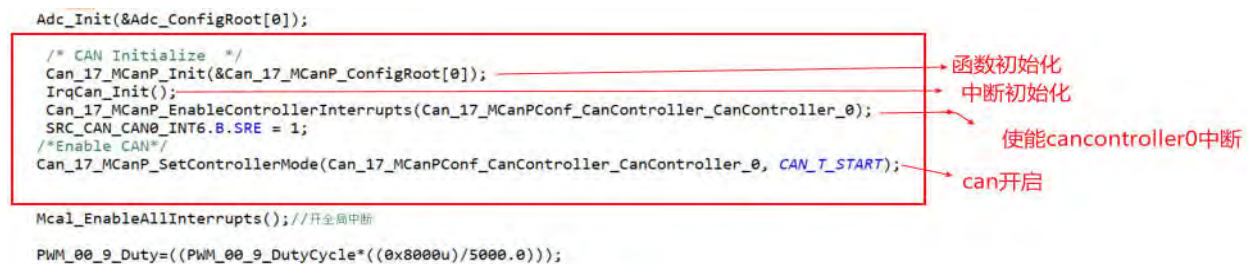 Adc_Init(&Adc_ConfigRoot[0]);
/* CAN Initialize */
Can_17_MCanP_Init(&Can_17_MCanP_ConfigRoot[0]);
函数初始化
IrqCan_Init();
中断初始化
Can_17_MCanP_EnableControllerInterrupts(Can_17_MCanPConf_CanController_CanController_0);
使能cancontroller0中断
SRC_CAN_CAN0_INT6.B.SRE = 1;
/*Enable CAN*/
Can_17_MCanP_SetControllerMode(Can_17_MCanPConf_CanController_CanController_0, CAN_T_START);
can开启
Mcal_EnableAllInterrupts();//开全局中断
PWM_00_9_Duty=((PWM_00_9_DutyCycle*((0x8000u)/5000.0)));